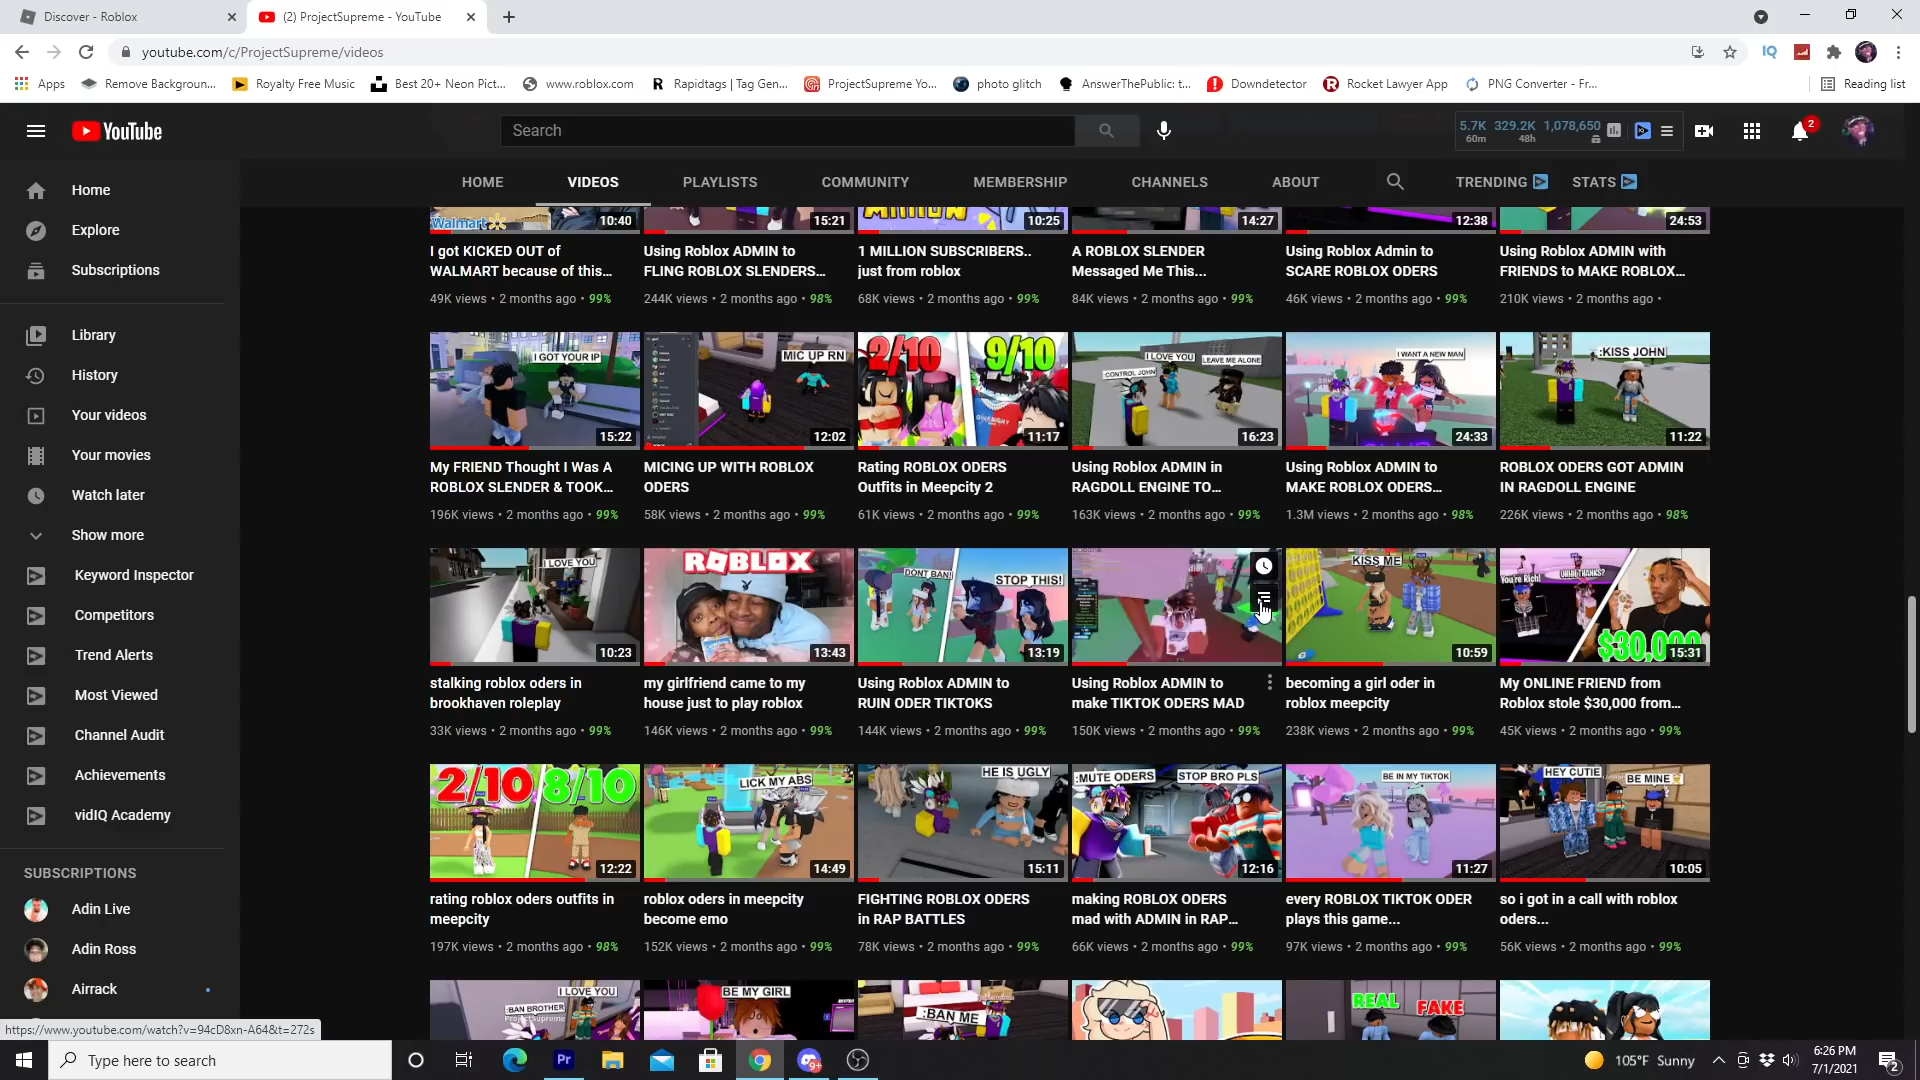 Discover - Roblox
(2) ProjectSupreme - YouTube
youtube.com/c/ProjectSupreme/videos
Apps
Remove Backgroun...
Royalty Free Music
Best 20+ Neon Pict...
www.roblox.com
Rapidtags | Tag Gen...
ProjectSupreme Yo...
photo glitch
AnswerThePublic: t...
Downdetector
Rocket Lawyer App
PNG Converter - Fr...
Reading list
YouTube
Search
5.7K 329.2K 1,078,650
60m 48h
2
HOME
VIDEOS
PLAYLISTS
COMMUNITY
MEMBERSHIP
CHANNELS
ABOUT
TRENDING
STATS
Home
Explore
Subscriptions
Library
History
Your videos
Your movies
Watch later
Show more
Keyword Inspector
Competitors
Trend Alerts
Most Viewed
Channel Audit
Achievements
vidIQ Academy
SUBSCRIPTIONS
Adin Live
Adin Ross
Airrack
Walmart
10:40
15:21
10:25
14:27
12:38
24:53
I got KICKED OUT of
WALMART because of this...
49K views • 2 months ago • 99%
Using Roblox ADMIN to
FLING ROBLOX SLENDERS...
244K views • 2 months ago • 98%
1 MILLION SUBSCRIBERS..
just from roblox
68K views • 2 months ago • 99%
A ROBLOX SLENDER
Messaged Me This...
84K views • 2 months ago • 99%
Using Roblox Admin to
SCARE ROBLOX ODERS
46K views • 2 months ago • 99%
Using Roblox ADMIN with
FRIENDS to MAKE ROBLOX...
210K views • 2 months ago •
I GOT YOUR IP
15:22
MIC UP RN
12:02
2/10
9/10
11:17
I LOVE YOU
LEAVE ME ALONE
CONTROL JOHN
16:23
I WANT A NEW MAN
24:33
:KISS JOHN
11:22
My FRIEND Thought I Was A
ROBLOX SLENDER & TOOK...
196K views • 2 months ago • 99%
MICING UP WITH ROBLOX
ODERS
58K views • 2 months ago • 99%
Rating ROBLOX ODERS
Outfits in Meepcity 2
61K views • 2 months ago • 99%
Using Roblox ADMIN in
RAGDOLL ENGINE TO...
163K views • 2 months ago • 99%
Using Roblox ADMIN to
MAKE ROBLOX ODERS...
1.3M views • 2 months ago • 98%
ROBLOX ODERS GOT ADMIN
IN RAGDOLL ENGINE
226K views • 2 months ago • 98%
I LOVE YOU
10:23
ROBLOX
13:43
DONT BAN!
STOP THIS!
13:19
KISS ME
10:59
You're Rich!
UHHH THANKS?
$30,000
15:31
stalking roblox oders in
brookhaven roleplay
33K views • 2 months ago • 99%
my girlfriend came to my
house just to play roblox
146K views • 2 months ago • 99%
Using Roblox ADMIN to
RUIN ODER TIKTOKS
144K views • 2 months ago • 99%
Using Roblox ADMIN to
make TIKTOK ODERS MAD
150K views • 2 months ago • 99%
becoming a girl oder in
roblox meepcity
238K views • 2 months ago • 99%
My ONLINE FRIEND from
Roblox stole $30,000 from...
45K views • 2 months ago • 99%
2/10
8/10
12:22
LICK MY ABS
14:49
HE IS UGLY
15:11
:MUTE ODERS
STOP BRO PLS
12:16
BE IN MY TIKTOK
11:27
HEY CUTIE
BE MINE
10:05
rating roblox oders outfits in
meepcity
197K views • 2 months ago • 98%
roblox oders in meepcity
become emo
152K views • 2 months ago • 99%
FIGHTING ROBLOX ODERS
in RAP BATTLES
78K views • 2 months ago • 99%
making ROBLOX ODERS
mad with ADMIN in RAP...
66K views • 2 months ago • 99%
every ROBLOX TIKTOK ODER
plays this game...
97K views • 2 months ago • 99%
so i got in a call with roblox
oders...
56K views • 2 months ago • 99%
I LOVE YOU
:BAN BROTHER
ProjectSupreme
BE MY GIRL
:BAN ME
REAL
FAKE
https://www.youtube.com/watch?v=94cD8xn-A64&t=272s
Type here to search
Pr
9+
105°F Sunny
6:26 PM
7/1/2021
2